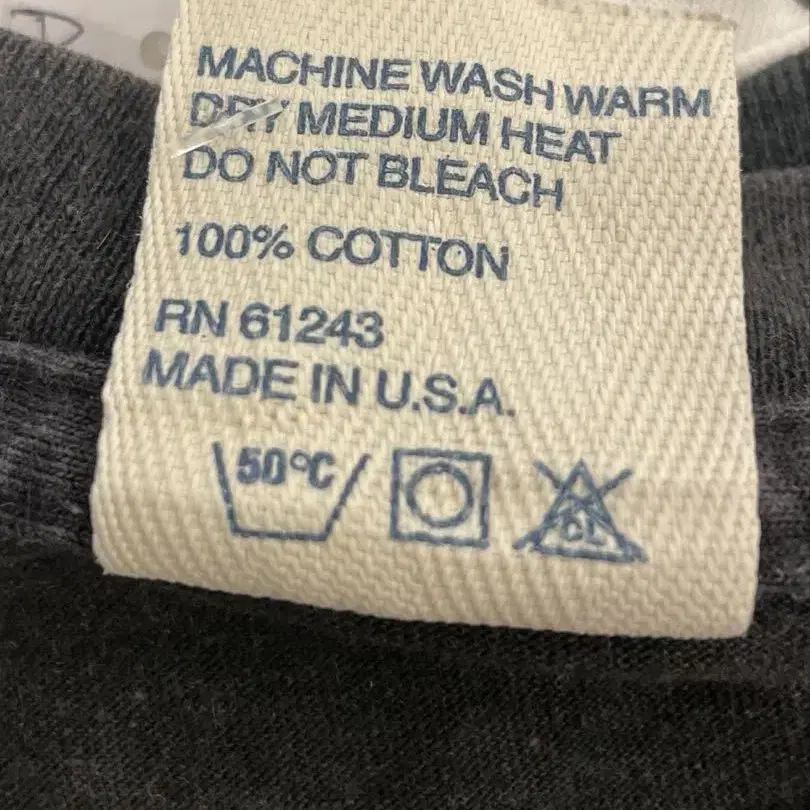 MACHINE WASH WARM
DRY MEDIUM HEAT
DO NOT BLEACH
100% COTTON
RN 61243
MADE IN U.S.A.
50°C
CL